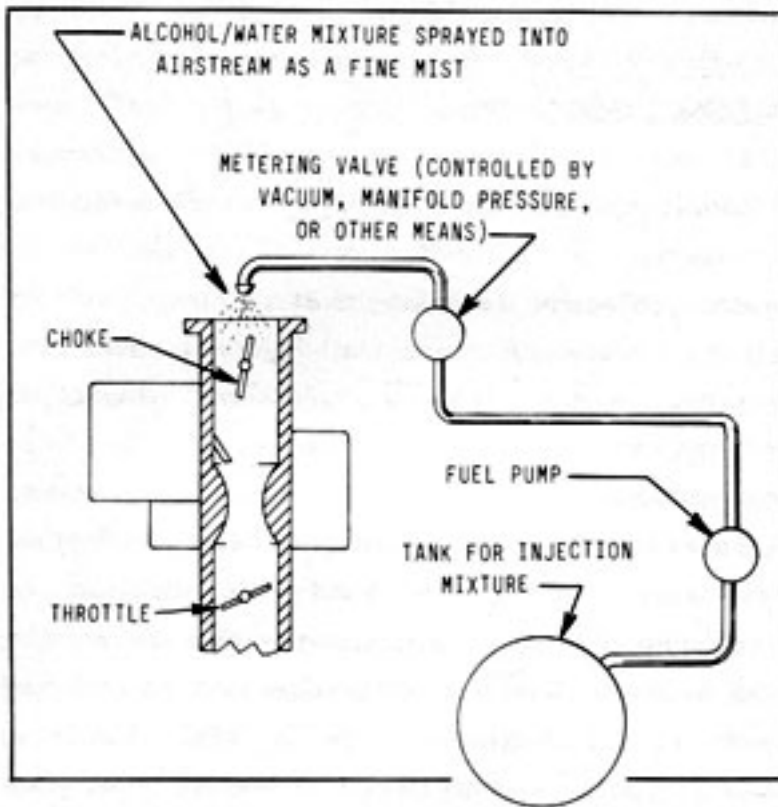 ALCOHOL/WATER MIXTURE SPRAYED INTO
AIRSTREAM AS A FINE MIST
METERING VALVE (CONTROLLED BY
VACUUM, MANIFOLD PRESSURE,
OR OTHER MEANS)
CHOKE
FUEL PUMP
TANK FOR INJECTION
MIXTURE
THROTTLE